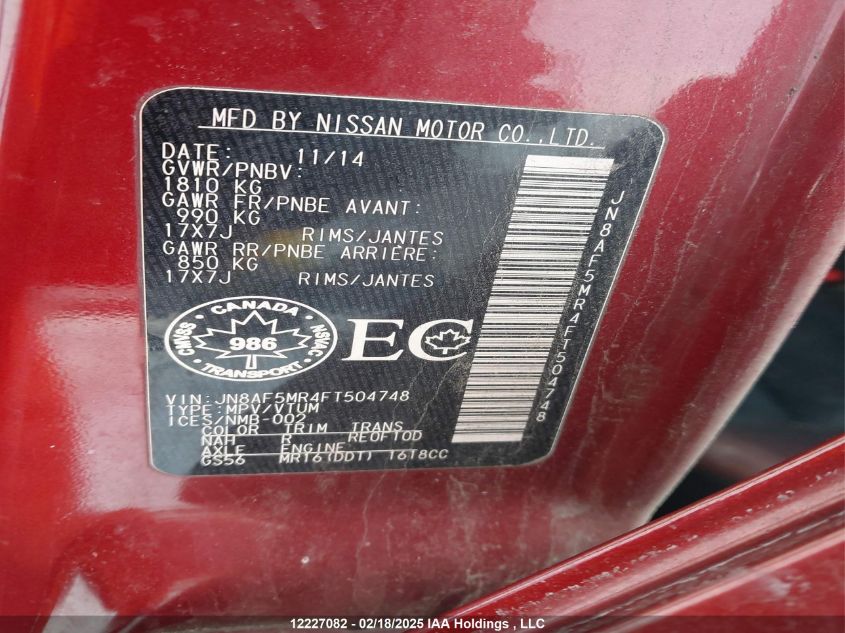 MFD BY NISSAN MOTOR CO.,LTD.
DATE: 11/14
GVWR/PNBV:
1810 KG
GAWR FR/PNBE AVANT:
990 KG
17X7J RIMS/JANTES
GAWR RR/PNBE ARRIÈRE:
850 KG
17X7J RIMS/JANTES
CANADA
CMVSS 986 NSVAC
TRANSPORT
EC
VIN: JN8AF5MR4FT504748
TYPE: MPV/VTUM
ICES/NMB-002
COLOR TRIM TRANS
NAH R RE0F10D
AXLE ENGINE
GS56 MR16(DDT) 1618CC
JN8AF5MR4FT504748
12227082 - 02/18/2025 IAA Holdings , LLC